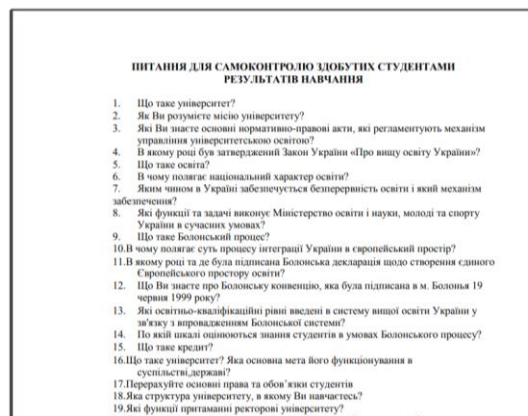 ПИТАННЯ ДЛЯ САМОКОНТРОЛЮ ЗДОБУТИХ СТУДЕНТАМИ
РЕЗУЛЬТАТІВ НАВЧАННЯ
1. Що таке університет?
2. Як Ви розумієте місію університету?
3. Які Ви знаєте основні нормативно-правові акти, які регламентують механізм
управління університетською освітою?
4. В якому році був затверджений Закон України «Про вищу освіту України»?
5. Що таке освіта?
6. В чому полягає національний характер освіти?
7. Яким чином в Україні забезпечується безперервність освіти і який механізм
забезпечення?
8. Які функції та задачі виконує Міністерство освіти і науки, молоді та спорту
України в сучасних умовах?
9. Що таке Болонський процес?
10.В чому полягає суть процесу інтеграції України в європейський простір?
11.В якому році та де була підписана Болонська декларація щодо створення єдиного
Європейського простору освіти?
12. Що Ви знаєте про Болонську конвенцію, яка була підписана в м. Болонья 19
червня 1999 року?
13. Які освітньо-кваліфікаційні рівні введені в систему вищої освіти України у
зв'язку з впровадженням Болонської системи?
14. По якій шкалі оцінюються знання студентів в умовах Болонського процесу?
15. Що таке кредит?
16.Що таке університет? Яка основна мета його функціонування в
суспільстві,державі?
17.Перерахуйте основні права та обов'язки студентів
18.Яка структура університету, в якому Ви навчаєтесь?
19.Які функції притаманні ректорові університету?